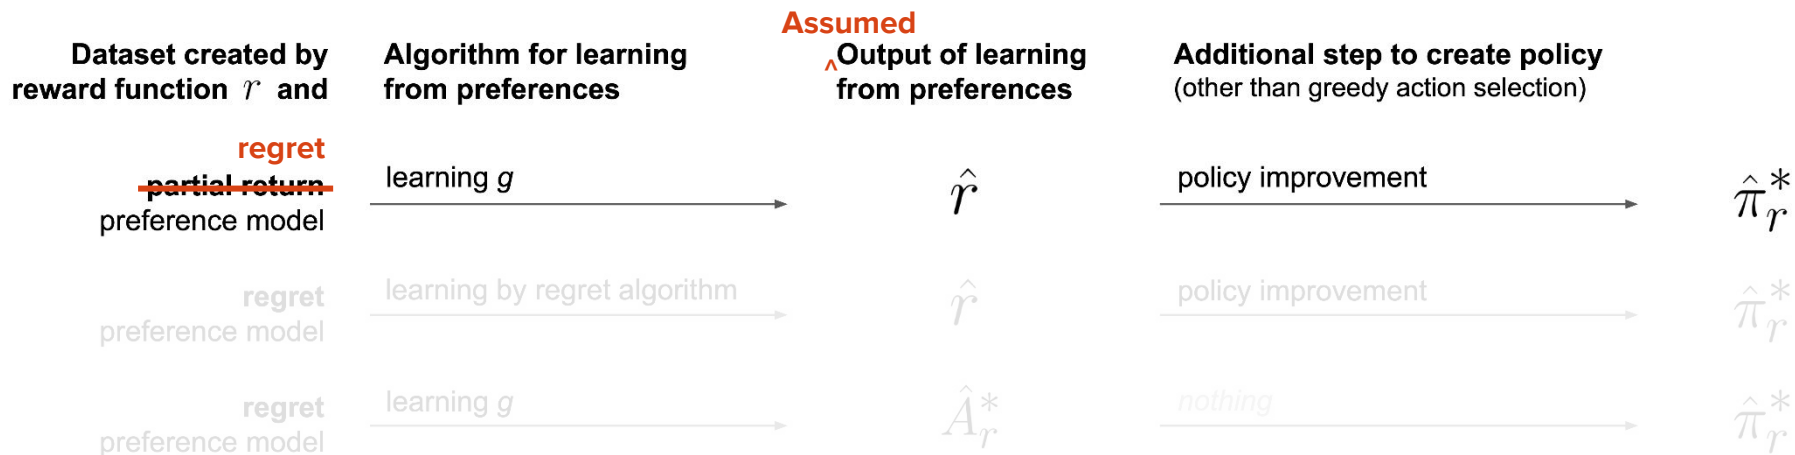 Assumed
Dataset created by
reward function r and
Algorithm for learning
from preferences
^Output of learning
from preferences
Additional step to create policy
(other than greedy action selection)
regret
partial return
preference model
learning g
r̂
policy improvement
π̂*r
regret
preference model
learning by regret algorithm
r̂
policy improvement
π̂*r
regret
preference model
learning g
Â*r
nothing
π̂*r